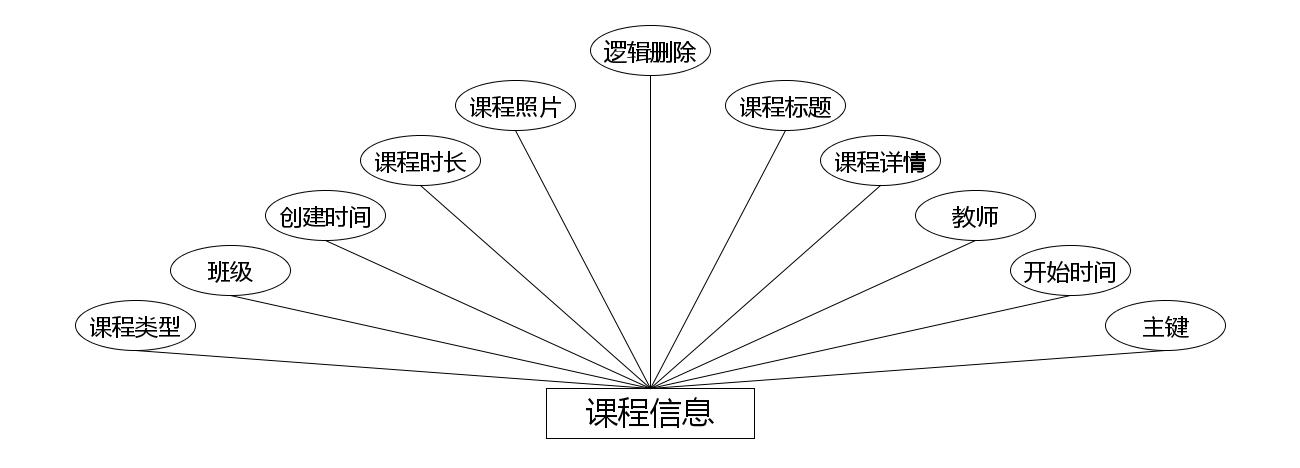 逻辑删除
课程照片
课程标题
课程时长
课程详情
创建时间
教师
班级
开始时间
课程类型
主键
课程信息